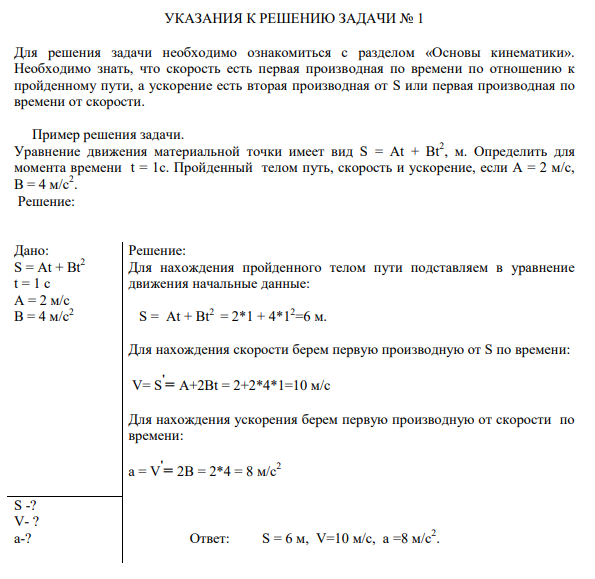 УКАЗАНИЯ К РЕШЕНИЮ ЗАДАЧИ № 1
Для решения задачи необходимо ознакомиться с разделом «Основы кинематики».
Необходимо знать, что скорость есть первая производная по времени по отношению к
пройденному пути, а ускорение есть вторая производная от S или первая производная по
времени от скорости.
Пример решения задачи.
Уравнение движения материальной точки имеет вид S = At + Bt², м. Определить для
момента времени t = 1с. Пройденный телом путь, скорость и ускорение, если А = 2 м/с,
В = 4 м/с².
Решение:
Дано:
S = At + Bt²
t = 1 с
А = 2 м/с
В = 4 м/с²
S -?
V- ?
a-?
Решение:
Для нахождения пройденного телом пути подставляем в уравнение
движения начальные данные:
S = At + Bt² = 2*1 + 4*1²=6 м.
Для нахождения скорости берем первую производную от S по времени:
V= S'= A+2Bt = 2+2*4*1=10 м/с
Для нахождения ускорения берем первую производную от скорости по
времени:
a = V'= 2B = 2*4 = 8 м/с²
Ответ: S = 6 м, V=10 м/с, a =8 м/с².